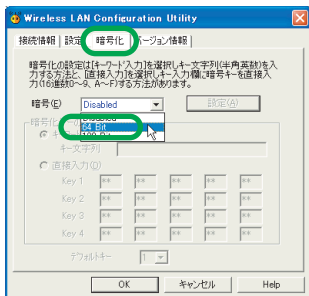 Wireless LAN Configuration Utility
接続情報 設定 暗号化 バージョン情報
暗号化の設定は[キーワード入力]を選択しキー文字列(半角英数)を入
力する方法と、[直接入力]を選択しキー入力欄に暗号キーを直接入
力(16進数0～9、A～F)する方法があります。
暗号(E) Disabled 設定(A)
Disabled
64 Bit
128 Bit
キー文字列
直接入力(O)
Key 1 ** ** ** ** **
Key 2 ** ** ** ** **
Key 3 ** ** ** ** **
Key 4 ** ** ** ** **
デフォルトキー 1
OK キャンセル Help